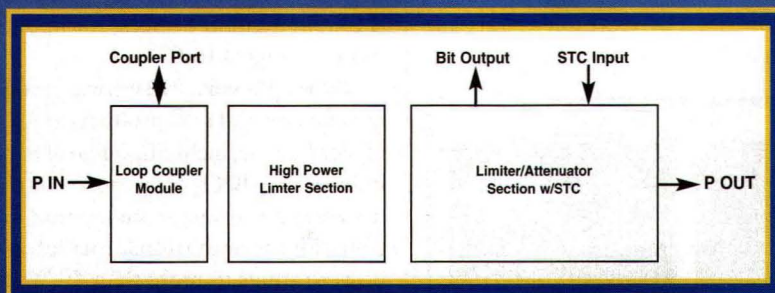 Coupler Port
Bit Output
STC Input
P IN
Loop Coupler
Module
High Power
Limter Section
Limiter/Attenuator
Section w/STC
P OUT